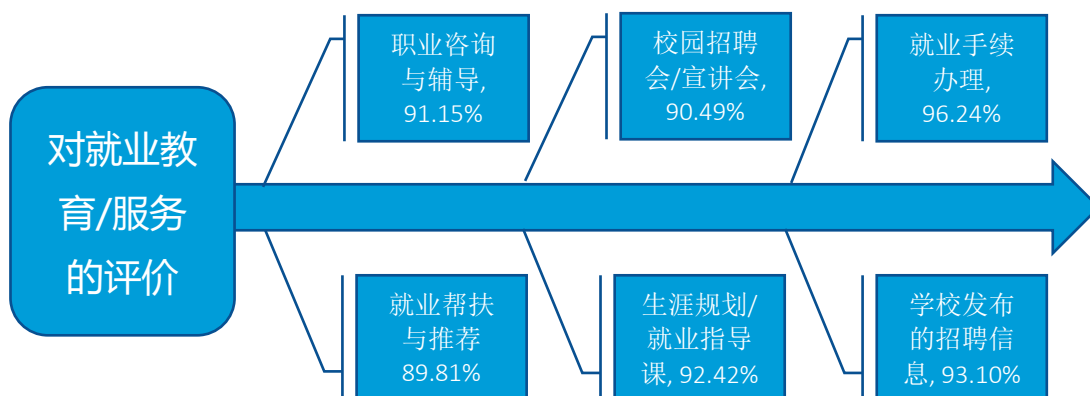 对就业教
育/服务
的评价
职业咨询
与辅导,
91.15%
校园招聘
会/宣讲会,
90.49%
就业手续
办理,
96.24%
就业帮扶
与推荐
89.81%
生涯规划/
就业指导
课, 92.42%
学校发布
的招聘信
息, 93.10%